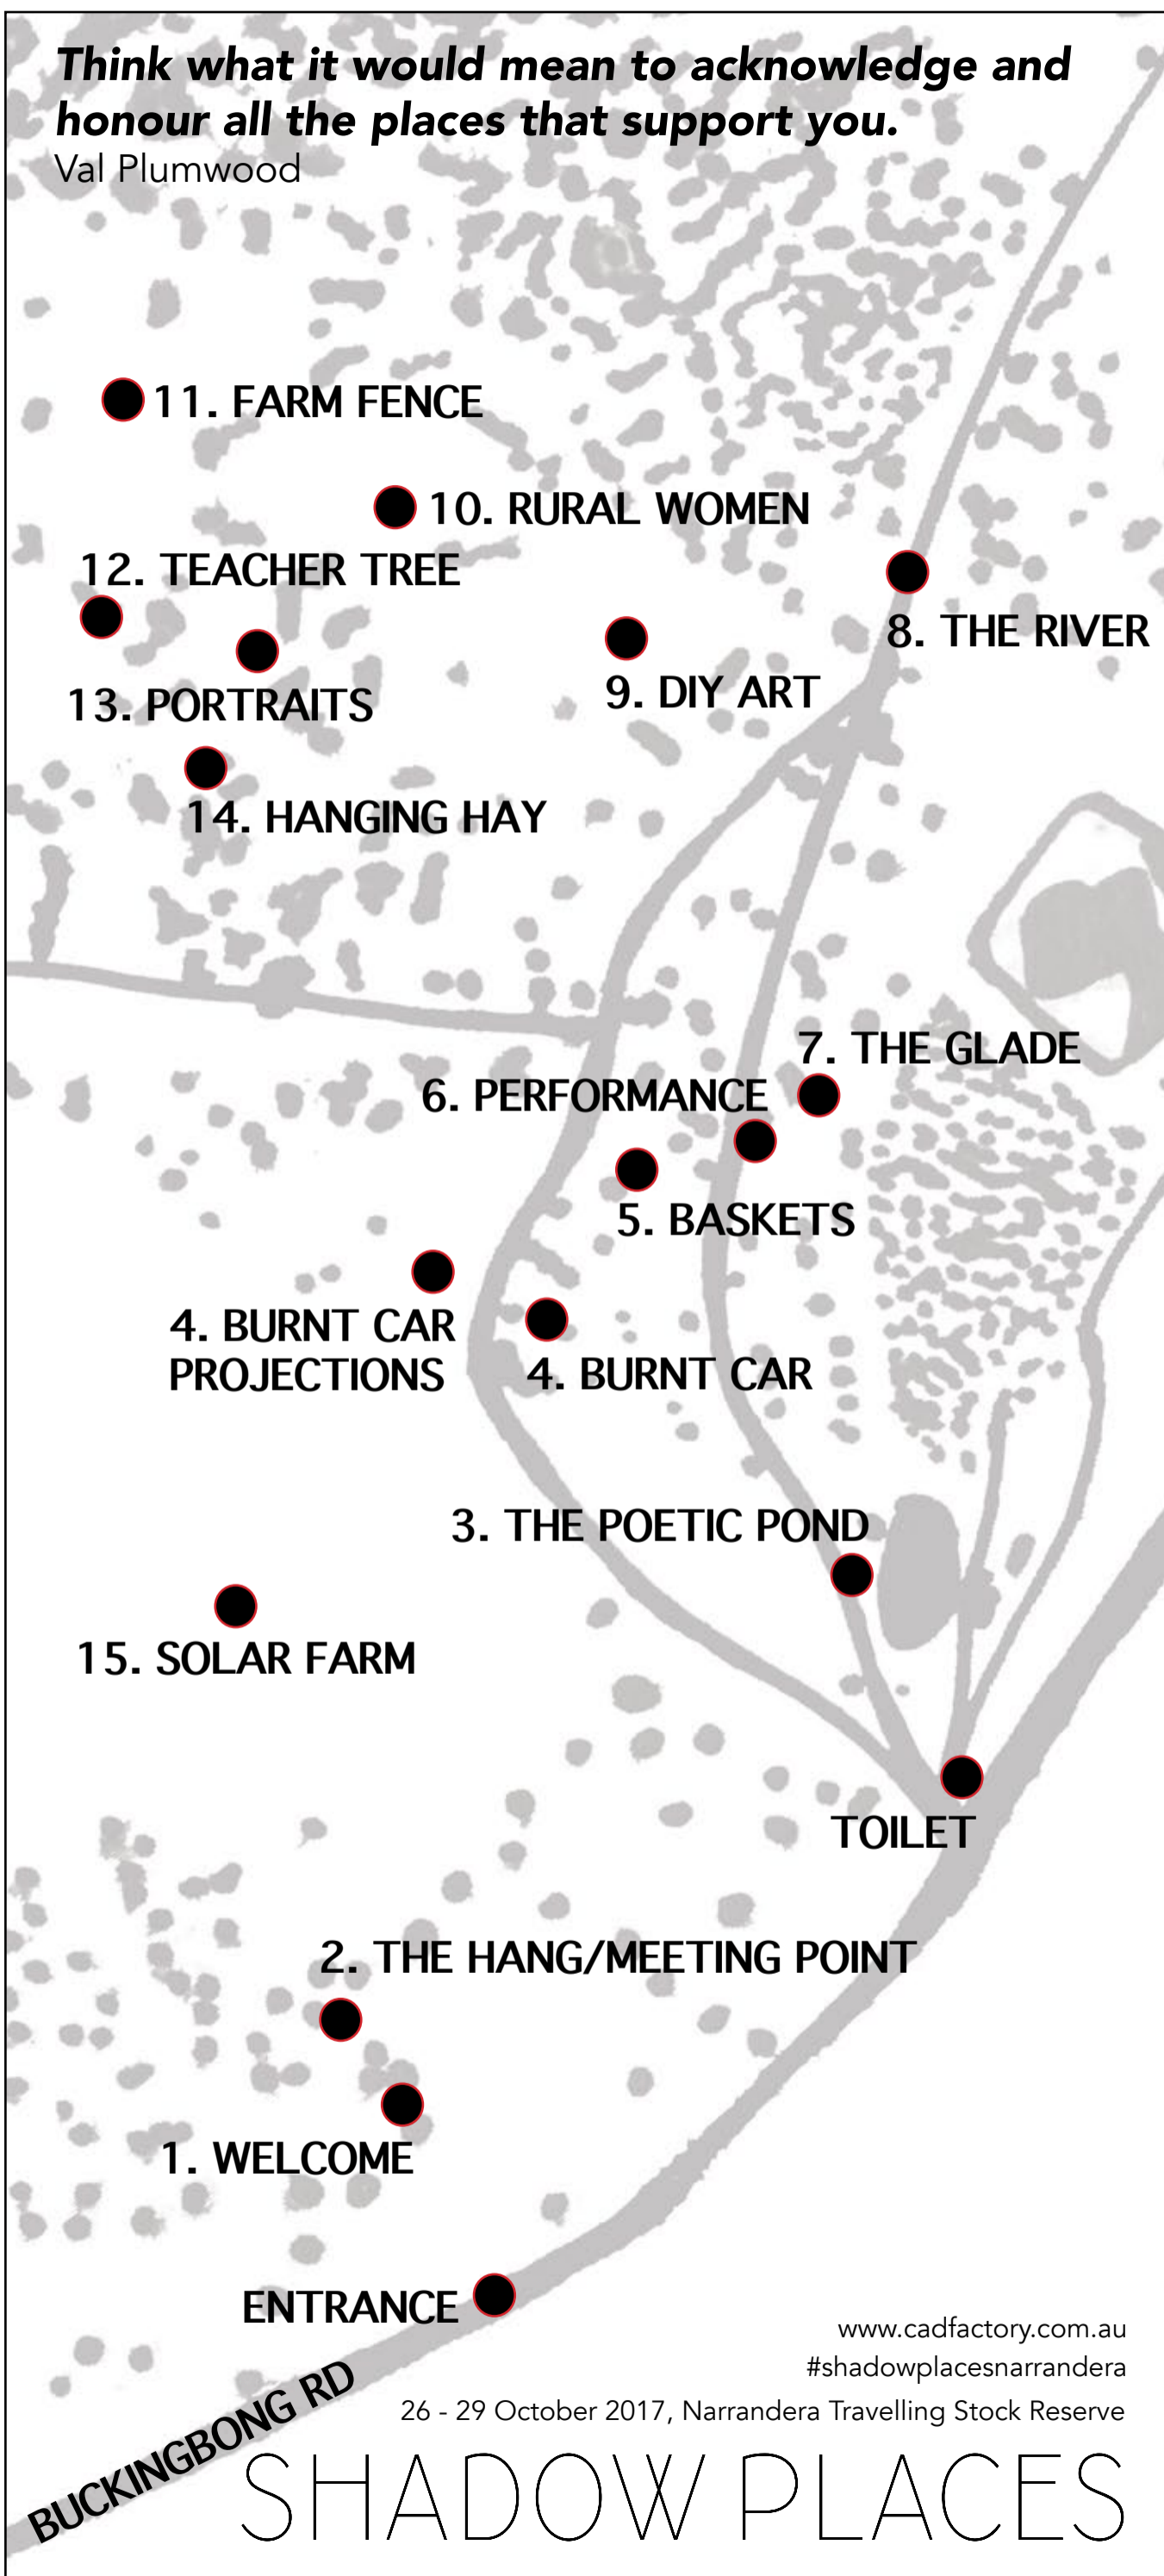 Think what it would mean to acknowledge and
honour all the places that support you.
Val Plumwood
11. FARM FENCE
10. RURAL WOMEN
12. TEACHER TREE
8. THE RIVER
9. DIY ART
13. PORTRAITS
14. HANGING HAY
7. THE GLADE
6. PERFORMANCE
5. BASKETS
4. BURNT CAR
PROJECTIONS
4. BURNT CAR
3. THE POETIC POND
15. SOLAR FARM
TOILET
2. THE HANG/MEETING POINT
1. WELCOME
ENTRANCE
BUCKINGBONG RD
www.cadfactory.com.au
#shadowplacesnarrandera
26 - 29 October 2017, Narrandera Travelling Stock Reserve
SHADOW PLACES